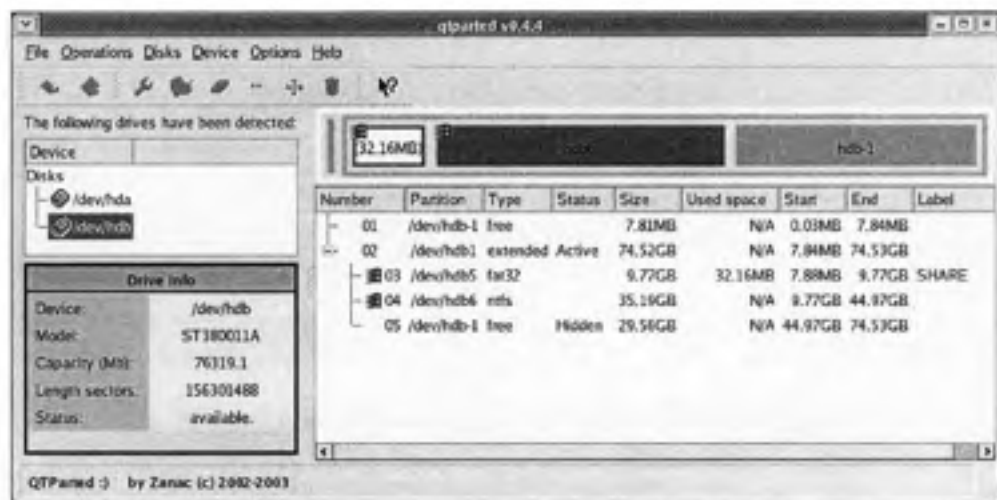 qtparted v0.4.4
File Operations Disks Device Options Help
The following drives have been detected:
Device
Disks
/dev/hda
/dev/hdb
Drive Info
Device: /dev/hdb
Model: ST380011A
Capacity (Mb): 76319.1
Length sectors: 156301488
Status: available.
32.16MB hdb-1
Number Partition Type Status Size Used space Start End Label
01 /dev/hdb-1 free 7.81MB N/A 0.03MB 7.84MB
02 /dev/hdb1 extended Active 74.52GB N/A 7.84MB 74.53GB
03 /dev/hdb5 fat32 9.77GB 32.16MB 7.88MB 9.77GB SHARE
04 /dev/hdb6 ntfs 35.19GB N/A 9.77GB 44.97GB
05 /dev/hdb-1 free Hidden 29.56GB N/A 44.97GB 74.53GB
QTParted :) by Zanac (c) 2002-2003